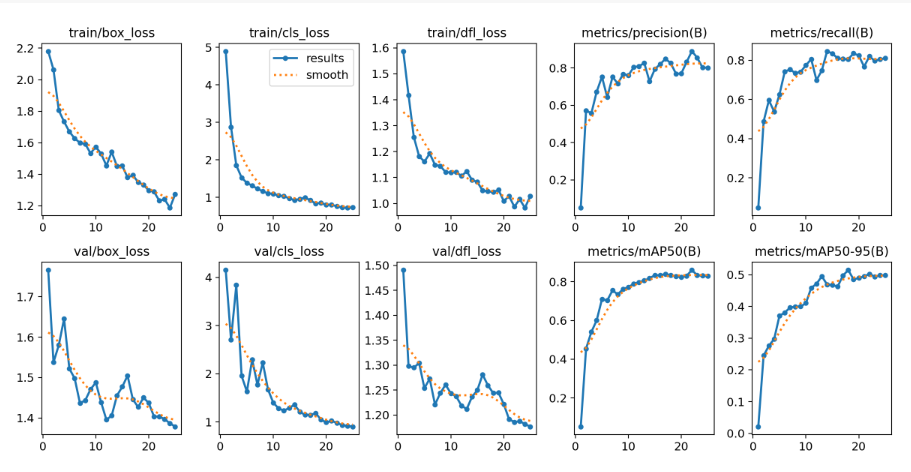 train/box_loss
train/cls_loss
train/dfl_loss
metrics/precision(B)
metrics/recall(B)
results
smooth
2.2
2.0
1.8
1.6
1.4
1.2
0 10 20
5
4
3
2
1
0 10 20
1.6
1.5
1.4
1.3
1.2
1.1
1.0
0 10 20
0.8
0.6
0.4
0.2
0 10 20
0.8
0.6
0.4
0.2
0 10 20
val/box_loss
val/cls_loss
val/dfl_loss
metrics/mAP50(B)
metrics/mAP50-95(B)
1.7
1.6
1.5
1.4
0 10 20
4
3
2
1
0 10 20
1.50
1.45
1.40
1.35
1.30
1.25
1.20
0 10 20
0.8
0.6
0.4
0.2
0 10 20
0.5
0.4
0.3
0.2
0.1
0.0
0 10 20